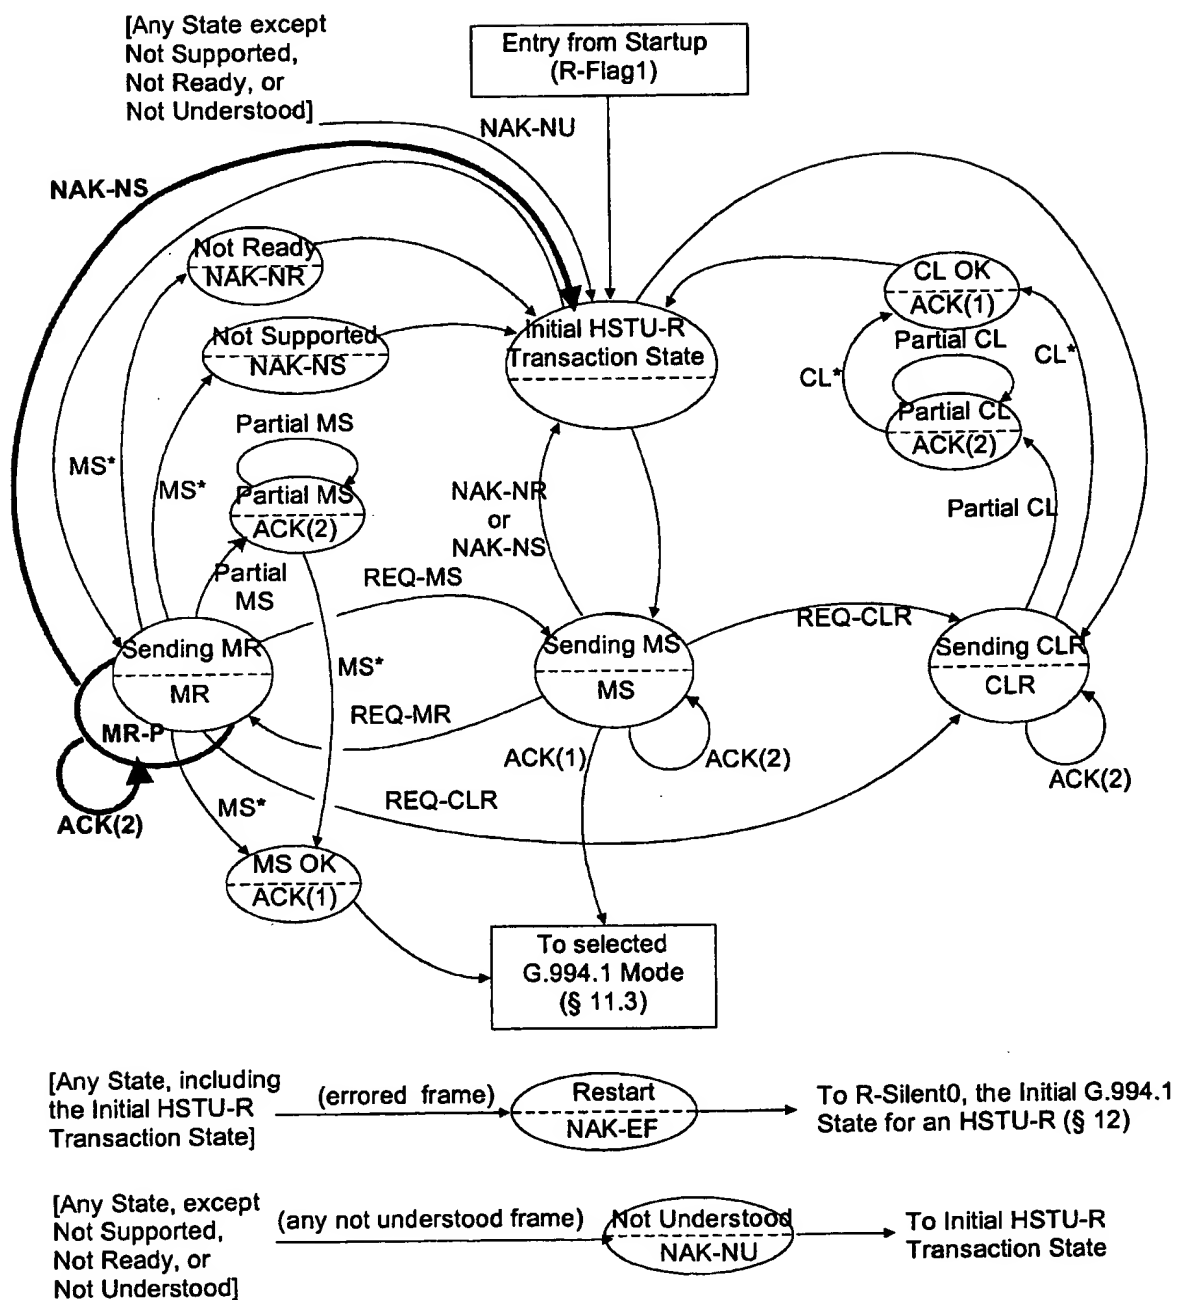 [Any State except
Not Supported,
Not Ready, or
Not Understood]
Entry from Startup
(R-Flag1)
NAK-NU
NAK-NS
Not Ready
NAK-NR
CL OK
ACK(1)
Initial HSTU-R
Transaction State
Not Supported
NAK-NS
Partial CL
CL*
CL*
Partial CL
ACK(2)
Partial MS
MS*
MS*
Partial MS
ACK(2)
NAK-NR
or
NAK-NS
Partial CL
Partial
MS
REQ-MS
REQ-CLR
Sending MR
MR
MS*
Sending MS
MS
Sending CLR
CLR
MR-P
REQ-MR
ACK(1)
ACK(2)
ACK(2)
ACK(2)
MS*
REQ-CLR
MS OK
ACK(1)
To selected
G.994.1 Mode
(§ 11.3)
[Any State, including
the Initial HSTU-R
Transaction State]
(errored frame)
Restart
NAK-EF
To R-Silent0, the Initial G.994.1
State for an HSTU-R (§ 12)
[Any State, except
Not Supported,
Not Ready, or
Not Understood]
(any not understood frame)
Not Understood
NAK-NU
To Initial HSTU-R
Transaction State